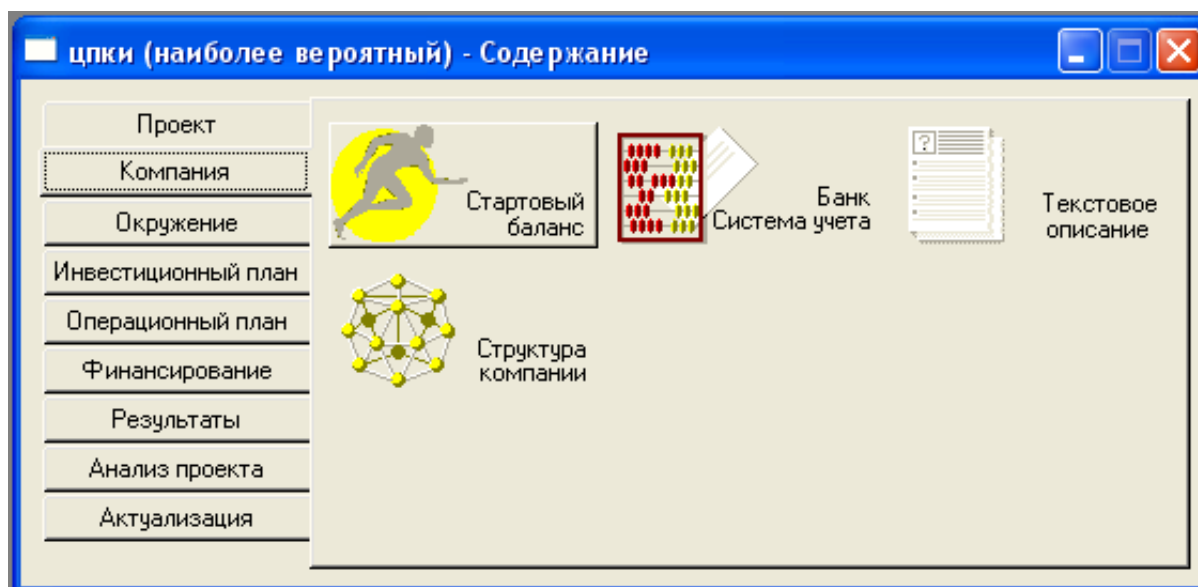 цпки (наиболее вероятный) - Содержание
Проект
Компания
Окружение
Инвестиционный план
Операционный план
Финансирование
Результаты
Анализ проекта
Актуализация
Стартовый
баланс
Банк
Система учета
?
Текстовое
описание
Структура
компании